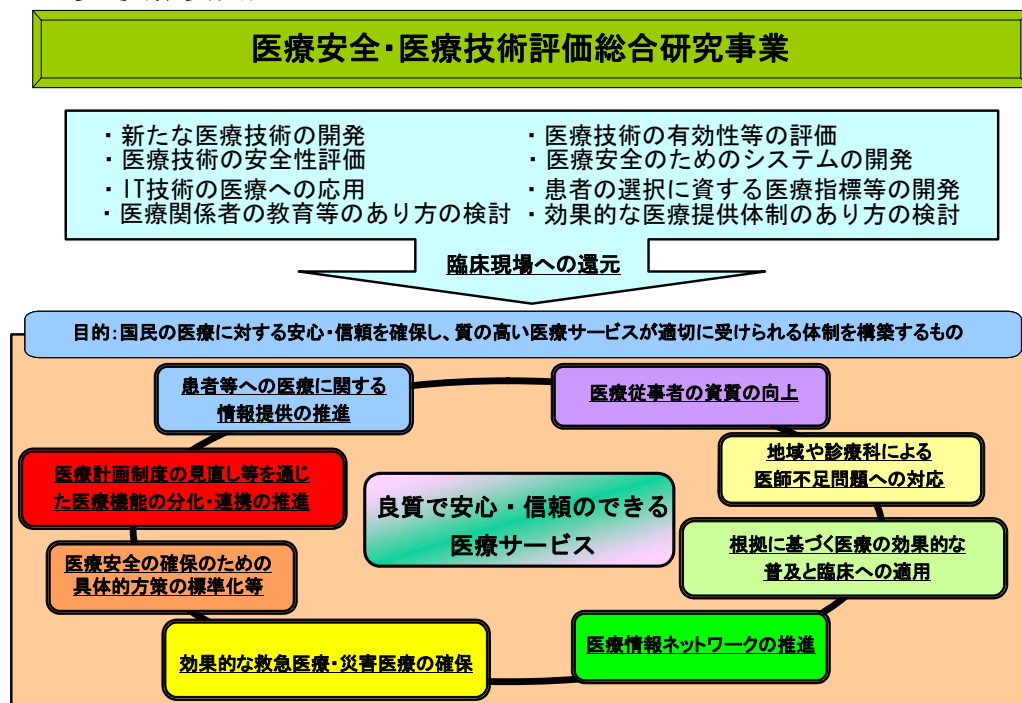 医療安全・医療技術評価総合研究事業
・新たな医療技術の開発
・医療技術の安全性評価
・IT技術の医療への応用
・医療関係者の教育等のあり方の検討
・医療技術の有効性等の評価
・医療安全のためのシステムの開発
・患者の選択に資する医療指標等の開発
・効果的な医療提供体制のあり方の検討
臨床現場への還元
目的：国民の医療に対する安心・信頼を確保し、質の高い医療サービスが適切に受けられる体制を構築するもの
患者等への医療に関する
情報提供の推進
医療従事者の資質の向上
地域や診療科による
医師不足問題への対応
医療計画制度の見直し等を通じ
た医療機能の分化・連携の推進
良質で安心・信頼のできる
医療サービス
根拠に基づく医療の効果的な
普及と臨床への適用
医療安全の確保のための
具体的方策の標準化等
医療情報ネットワークの推進
効果的な救急医療・災害医療の確保